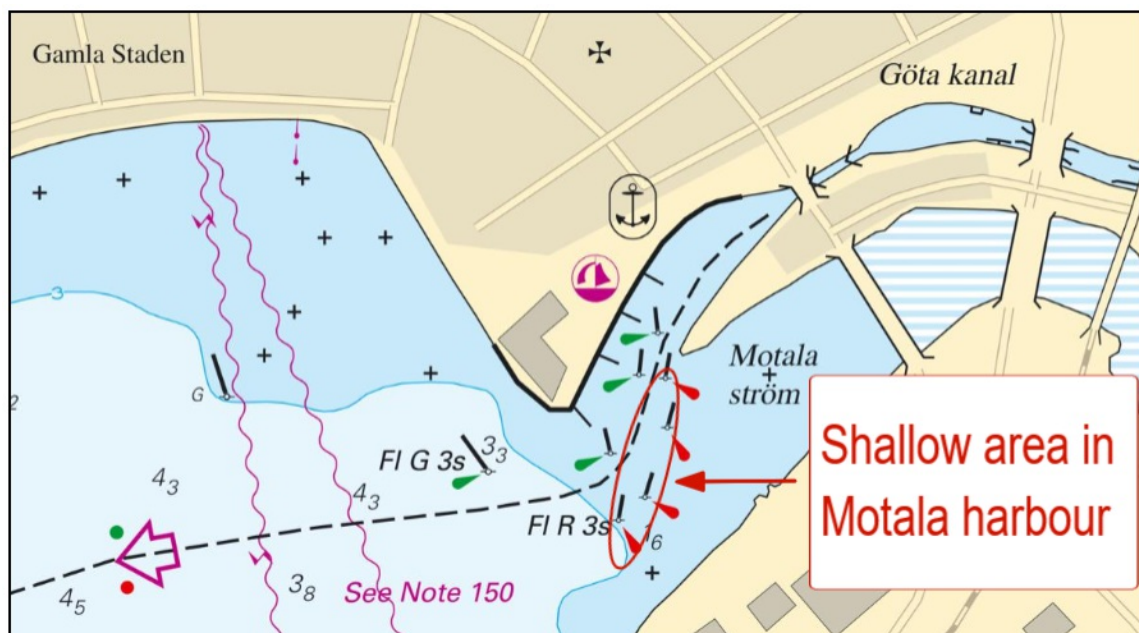 Gamla Staden
Göta kanal
3
Motala
ström
G
3₃
Fl G 3s
4₃
4₃
Fl R 3s
1₆
2
3₈
4₅
See Note 150
Shallow area in
Motala harbour